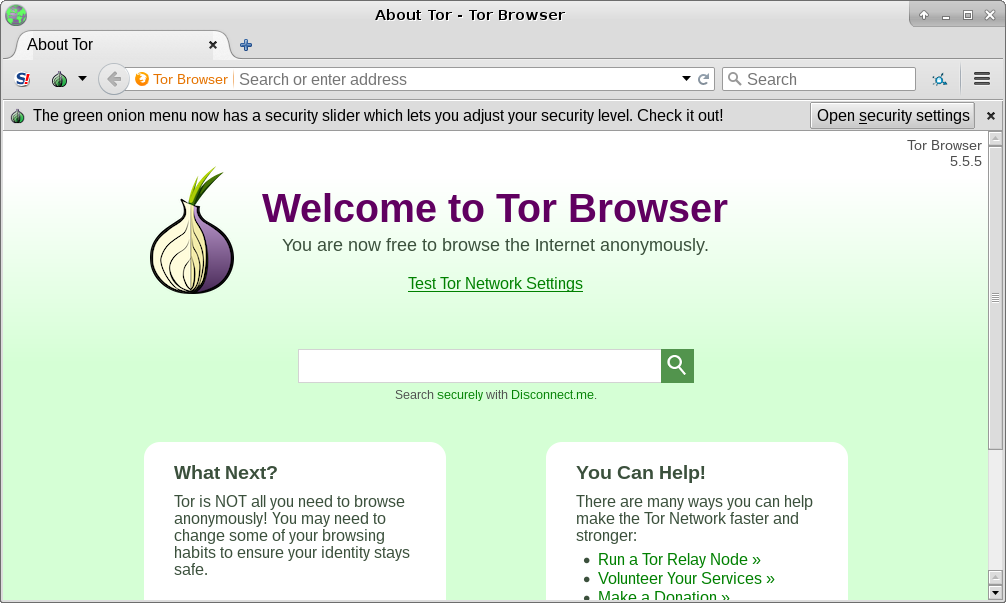 About Tor - Tor Browser
About Tor
Tor Browser
Search or enter address
Search
The green onion menu now has a security slider which lets you adjust your security level. Check it out!
Open security settings
Tor Browser
5.5.5
Welcome to Tor Browser
You are now free to browse the Internet anonymously.
Test Tor Network Settings
Search securely with Disconnect.me.
What Next?
Tor is NOT all you need to browse
anonymously! You may need to
change some of your browsing
habits to ensure your identity stays
safe.
You Can Help!
There are many ways you can help
make the Tor Network faster and
stronger:
Run a Tor Relay Node »
Volunteer Your Services »
Make a Donation »